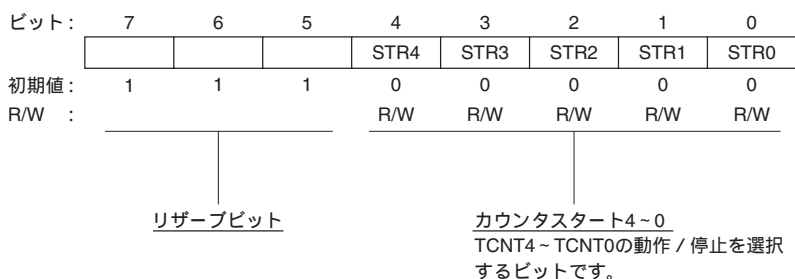 ビット: 7 6 5 4 3 2 1 0
STR4 STR3 STR2 STR1 STR0
初期値: 1 1 1 0 0 0 0 0
R/W : R/W R/W R/W R/W R/W
リザーブビット
カウンタスタート4~0
TCNT4~TCNT0の動作/停止を選択
するビットです。